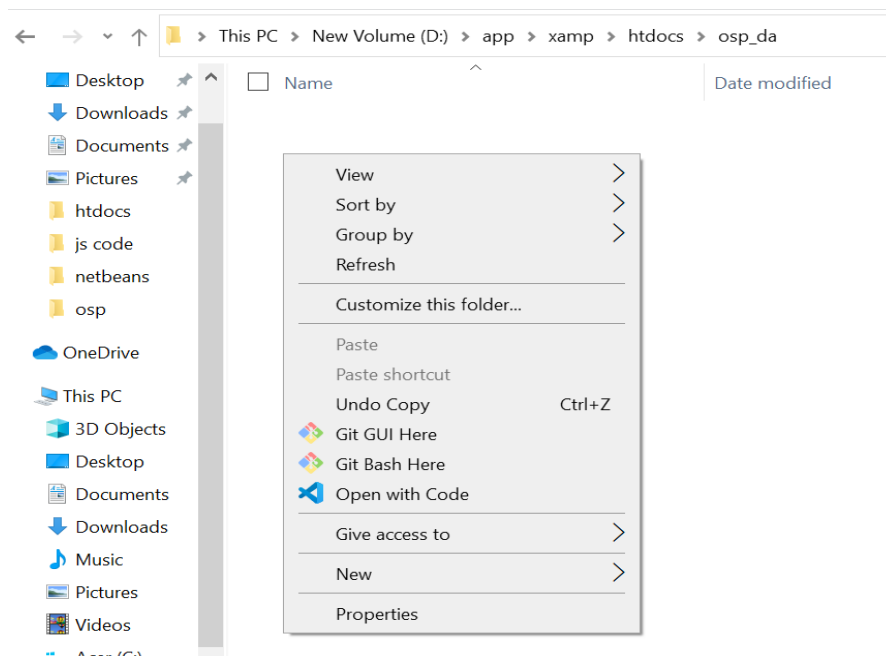 This PC > New Volume (D:) > app > xamp > htdocs > osp_da
Name Date modified
Desktop
Downloads
Documents
Pictures
htdocs
js code
netbeans
osp
OneDrive
This PC
3D Objects
Desktop
Documents
Downloads
Music
Pictures
Videos
Acer (C:)
View
Sort by
Group by
Refresh
Customize this folder...
Paste
Paste shortcut
Undo Copy Ctrl+Z
Git GUI Here
Git Bash Here
Open with Code
Give access to
New
Properties